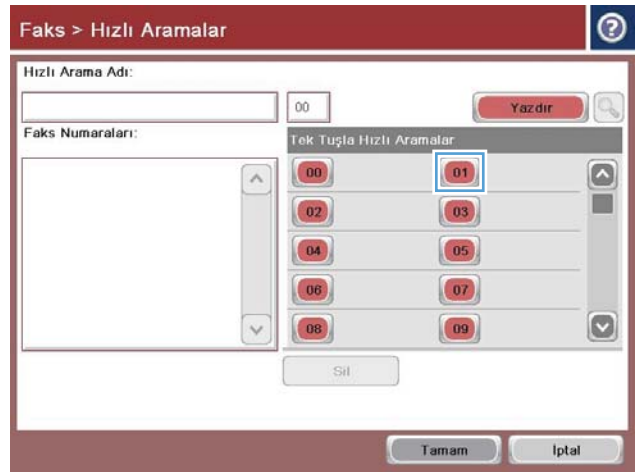 Faks > Hızlı Aramalar
?
Hızlı Arama Adı:
00
Yazdır
Faks Numaraları:
Tek Tuşla Hızlı Aramalar
00 01
02 03
04 05
06 07
08 09
Sil
Tamam İptal